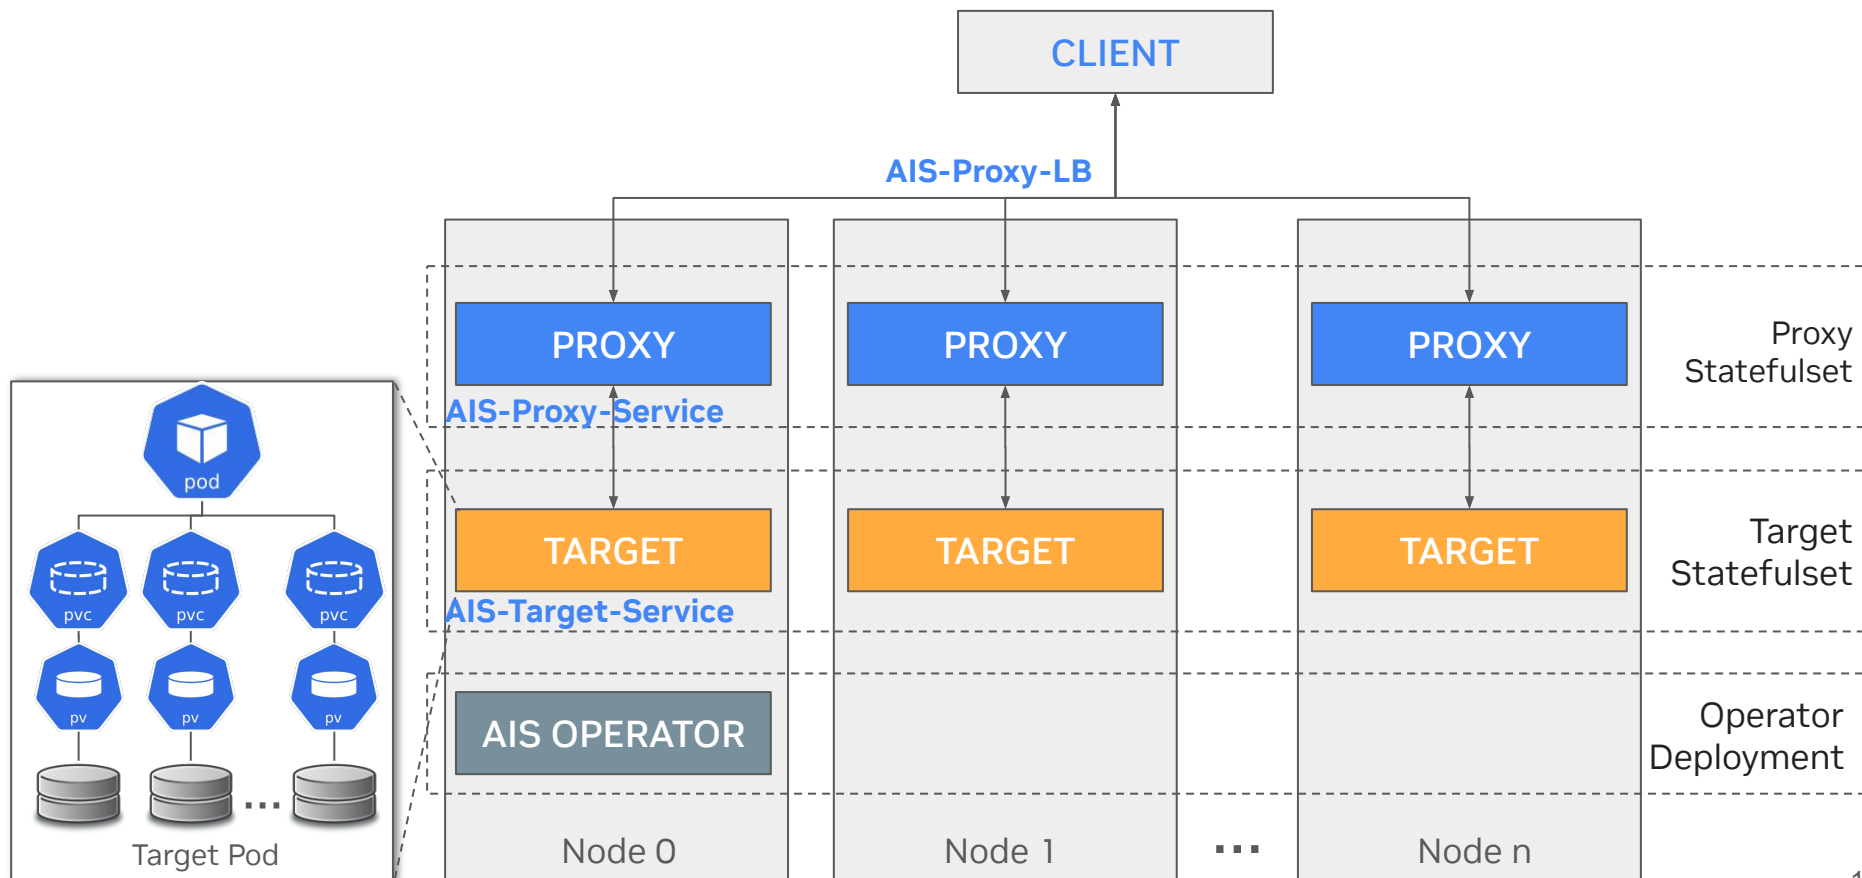 CLIENT
AIS-Proxy-LB
PROXY
PROXY
PROXY
Proxy
Statefulset
AIS-Proxy-Service
pod
TARGET
TARGET
TARGET
Target
Statefulset
AIS-Target-Service
pvc
pvc
pvc
pv
pv
pv
AIS OPERATOR
Operator
Deployment
...
Target Pod
Node 0
Node 1
...
Node n